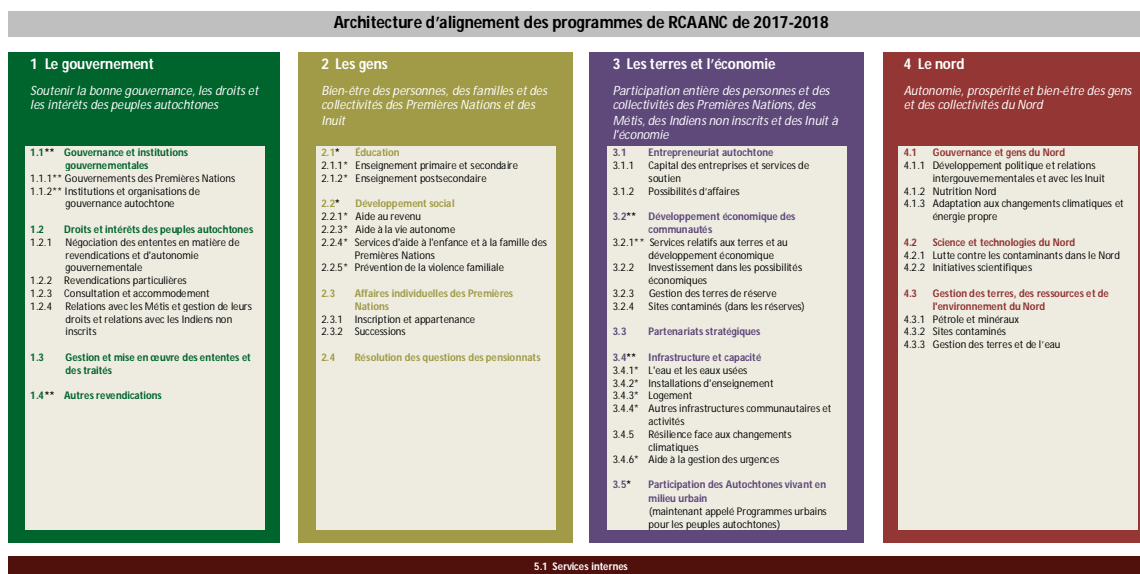 Architecture d'alignement des programmes de RCAANC de 2017-2018
1 Le gouvernement
Soutenir la bonne gouvernance, les droits et
les intérêts des peuples autochtones
1.1** Gouvernance et institutions
gouvernementales
1.1.1** Gouvernements des Premières Nations
1.1.2** Institutions et organisations de
gouvernance autochtone
1.2 Droits et intérêts des peuples autochtones
1.2.1 Négociation des ententes en matière de
revendications et d'autonomie
gouvernementale
1.2.2 Revendications particulières
1.2.3 Consultation et accommodement
1.2.4 Relations avec les Métis et gestion de leurs
droits et relations avec les Indiens non
inscrits
1.3 Gestion et mise en œuvre des ententes et
des traités
1.4** Autres revendications
2 Les gens
Bien-être des personnes, des familles et des
collectivités des Premières Nations et des
Inuit
2.1* Éducation
2.1.1* Enseignement primaire et secondaire
2.1.2* Enseignement postsecondaire
2.2* Développement social
2.2.1* Aide au revenu
2.2.3* Aide à la vie autonome
2.2.4* Services d'aide à l'enfance et à la famille des
Premières Nations
2.2.5* Prévention de la violence familiale
2.3 Affaires individuelles des Premières
Nations
2.3.1 Inscription et appartenance
2.3.2 Successions
2.4 Résolution des questions des pensionnats
3 Les terres et l'économie
Participation entière des personnes et des
collectivités des Premières Nations, des
Métis, des Indiens non inscrits et des Inuit à
l'économie
3.1 Entrepreneuriat autochtone
3.1.1 Capital des entreprises et services de
soutien
3.1.2 Possibilités d'affaires
3.2** Développement économique des
communautés
3.2.1** Services relatifs aux terres et au
développement économique
3.2.2 Investissement dans les possibilités
économiques
3.2.3 Gestion des terres de réserve
3.2.4 Sites contaminés (dans les réserves)
3.3 Partenariats stratégiques
3.4** Infrastructure et capacité
3.4.1* L'eau et les eaux usées
3.4.2* Installations d'enseignement
3.4.3* Logement
3.4.4* Autres infrastructures communautaires et
activités
3.4.5 Résilience face aux changements
climatiques
3.4.6* Aide à la gestion des urgences
3.5* Participation des Autochtones vivant en
milieu urbain
(maintenant appelé Programmes urbains
pour les peuples autochtones)
4 Le nord
Autonomie, prospérité et bien-être des gens
et des collectivités du Nord
4.1 Gouvernance et gens du Nord
4.1.1 Développement politique et relations
intergouvernementales et avec les Inuit
4.1.2 Nutrition Nord
4.1.3 Adaptation aux changements climatiques et
énergie propre
4.2 Science et technologies du Nord
4.2.1 Lutte contre les contaminants dans le Nord
4.2.2 Initiatives scientifiques
4.3 Gestion des terres, des ressources et de
l'environnement du Nord
4.3.1 Pétrole et minéraux
4.3.2 Sites contaminés
4.3.3 Gestion des terres et de l'eau
5.1 Services internes